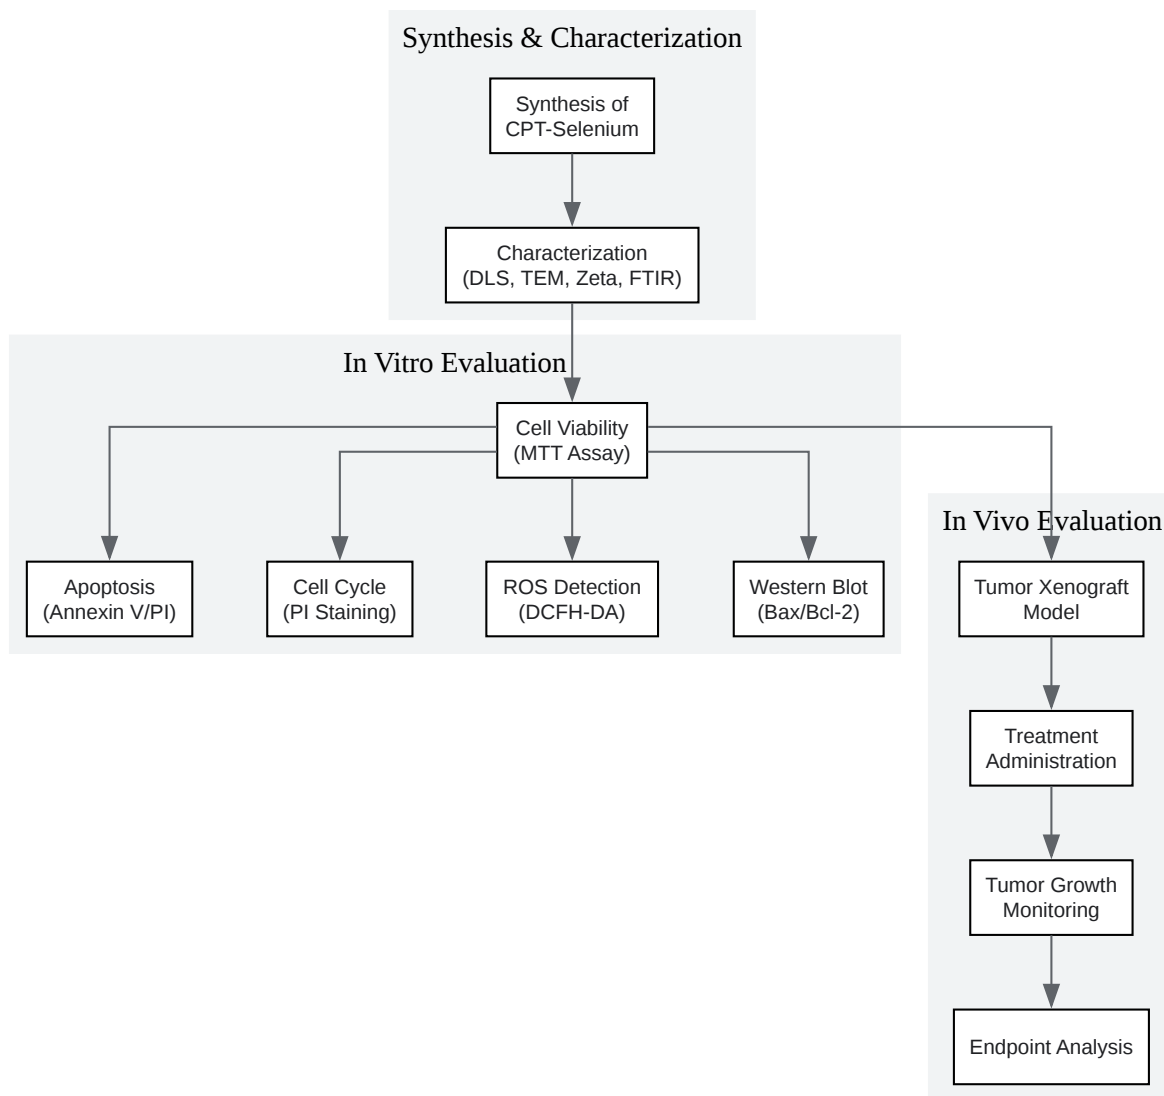 Synthesis & Characterization
Synthesis of
CPT-Selenium
Characterization
(DLS, TEM, Zeta, FTIR)
In Vitro Evaluation
Cell Viability
(MTT Assay)
Apoptosis
(Annexin V/PI)
Cell Cycle
(PI Staining)
ROS Detection
(DCFH-DA)
Western Blot
(Bax/Bcl-2)
In Vivo Evaluation
Tumor Xenograft
Model
Treatment
Administration
Tumor Growth
Monitoring
Endpoint Analysis